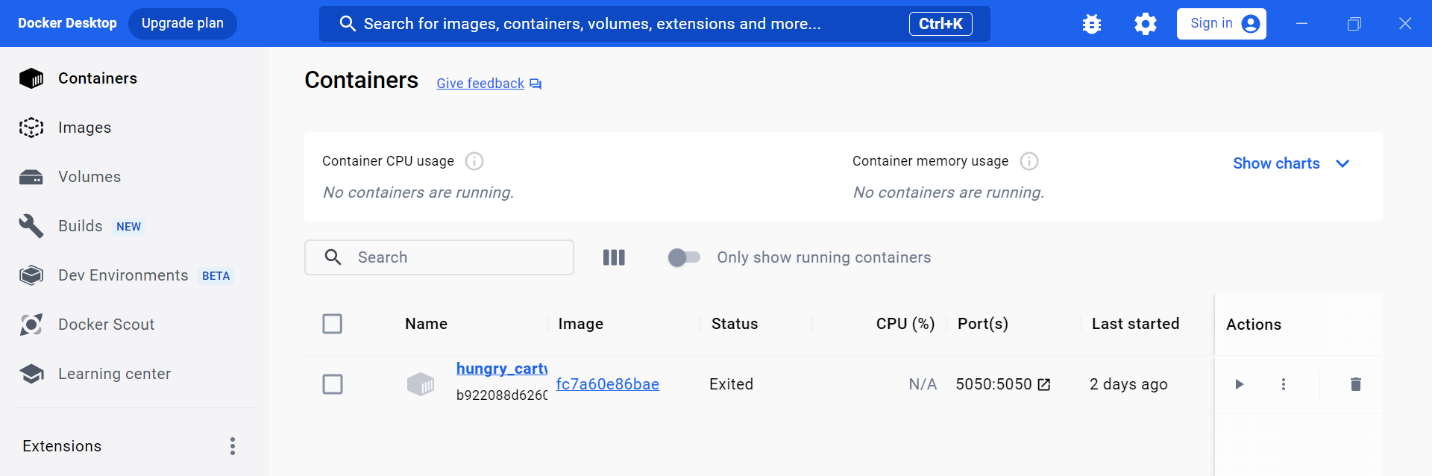 Docker Desktop Upgrade plan Search for images, containers, volumes, extensions and more... Ctrl+K Sign in
Containers
Images
Volumes
Builds NEW
Dev Environments BETA
Docker Scout
Learning center
Extensions
Containers Give feedback
Container CPU usage
No containers are running.
Container memory usage
No containers are running.
Show charts
Search Only show running containers
Name Image Status CPU (%) Port(s) Last started Actions
hungry_cart
b922088d6260
fc7a60e86bae Exited N/A 5050:5050 2 days ago